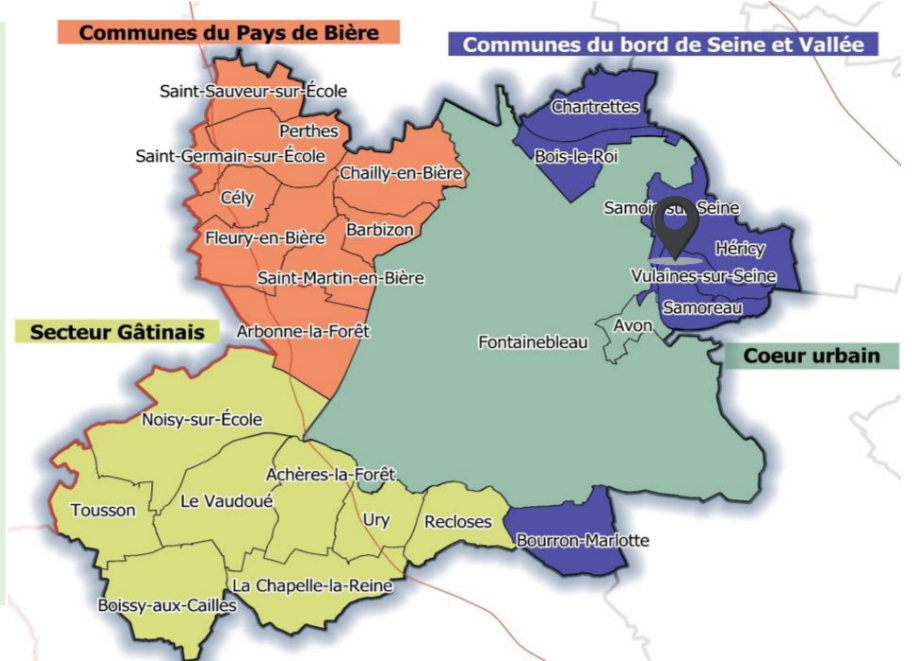 Communes du Pays de Bière
Communes du bord de Seine et Vallée
Saint-Sauveur-sur-École
Chartrettes
Perthes
Saint-Germain-sur-École
Bois-le-Roi
Chailly-en-Bière
Cély
Samois-sur-Seine
Barbizon
Fleury-en-Bière
Héricy
Saint-Martin-en-Bière
Vulaines-sur-Seine
Samoreau
Secteur Gâtinais
Arbonne-la-Forêt
Avon
Fontainebleau
Coeur urbain
Noisy-sur-École
Achères-la-Forêt
Le Vaudoué
Tousson
Ury
Recloses
Bourron-Marlotte
La Chapelle-la-Reine
Boissy-aux-Cailles